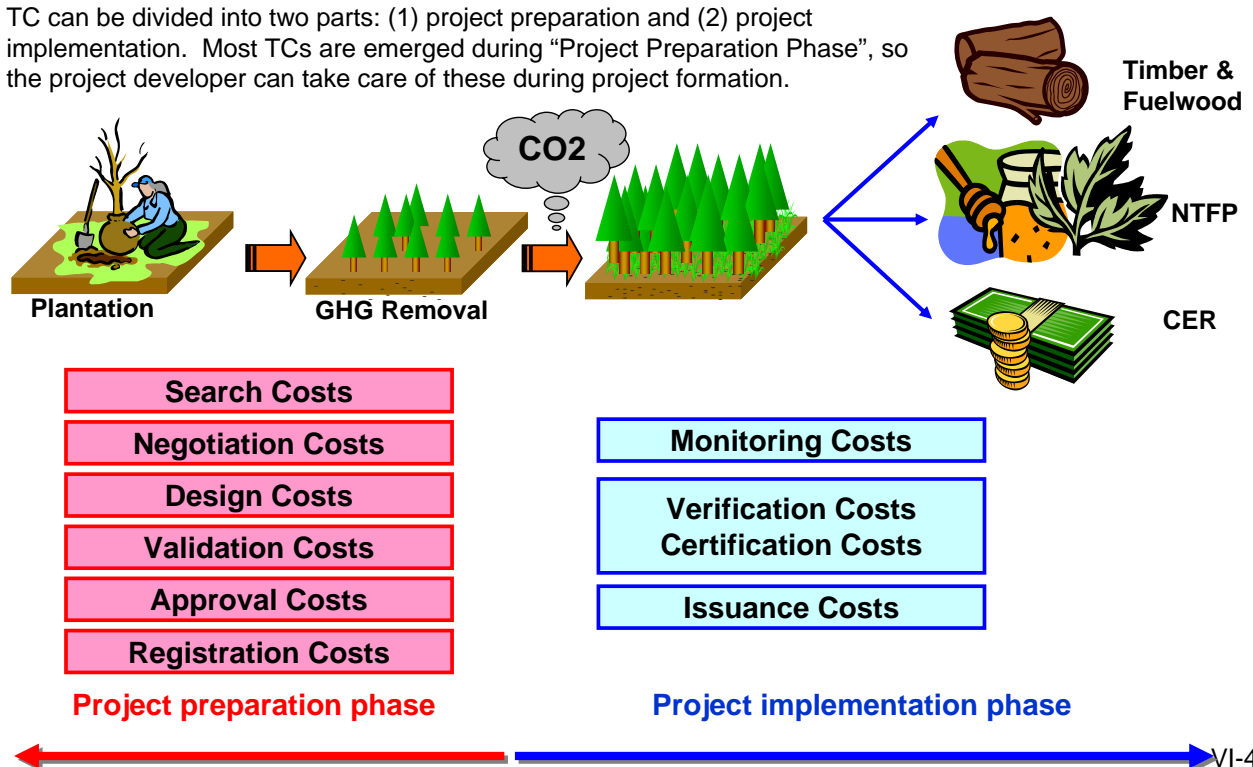 TC can be divided into two parts: (1) project preparation and (2) project
implementation.  Most TCs are emerged during “Project Preparation Phase”, so
the project developer can take care of these during project formation.
Timber &
Fuelwood
CO2
NTFP
Plantation
GHG Removal
CER
Search Costs
Negotiation Costs
Design Costs
Validation Costs
Approval Costs
Registration Costs
Monitoring Costs
Verification Costs
Certification Costs
Issuance Costs
Project preparation phase
Project implementation phase
VI-4